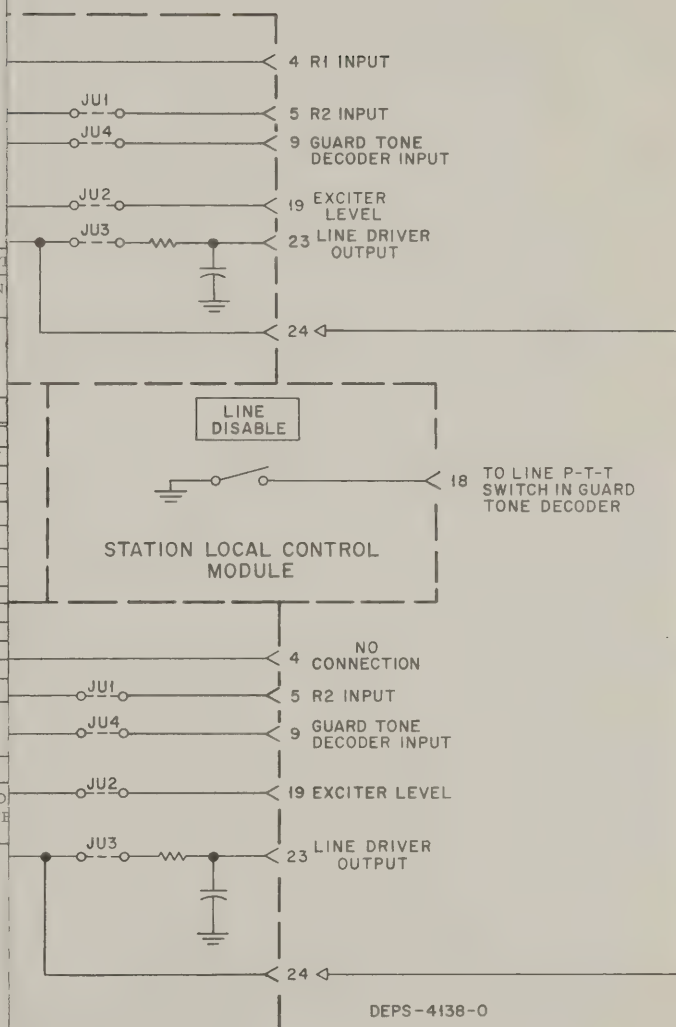 4 R1 INPUT
JU1
5 R2 INPUT
JU4
9 GUARD TONE
DECODER INPUT
JU2
19 EXCITER
LEVEL
JU3
23 LINE DRIVER
OUTPUT
T
N
24
LINE
DISABLE
18 TO LINE P-T-T
SWITCH IN GUARD
TONE DECODER
STATION LOCAL CONTROL
MODULE
4 NO
CONNECTION
JU1
5 R2 INPUT
JU4
9 GUARD TONE
DECODER INPUT
JU2
19 EXCITER LEVEL
JU3
23 LINE DRIVER
OUTPUT
24
DEPS-4138-O